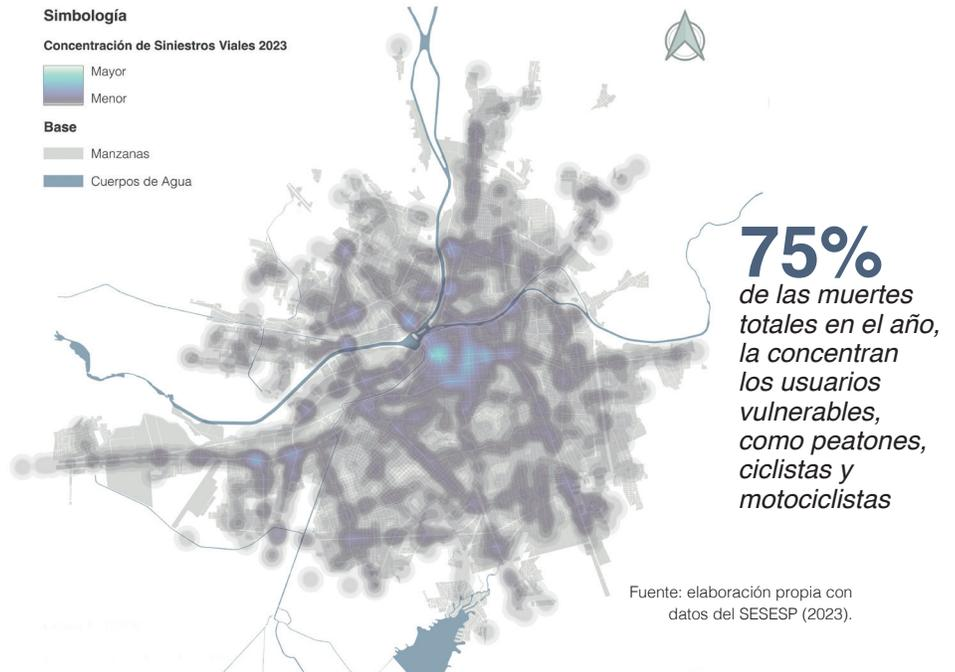 Simbología
Concentración de Siniestros Viales 2023
Mayor
Menor
Base
Manzanas
Cuerpos de Agua
75%
de las muertes
totales en el año,
la concentran
los usuarios
vulnerables,
como peatones,
ciclistas y
motociclistas
Fuente: elaboración propia con
datos del SESESP (2023).